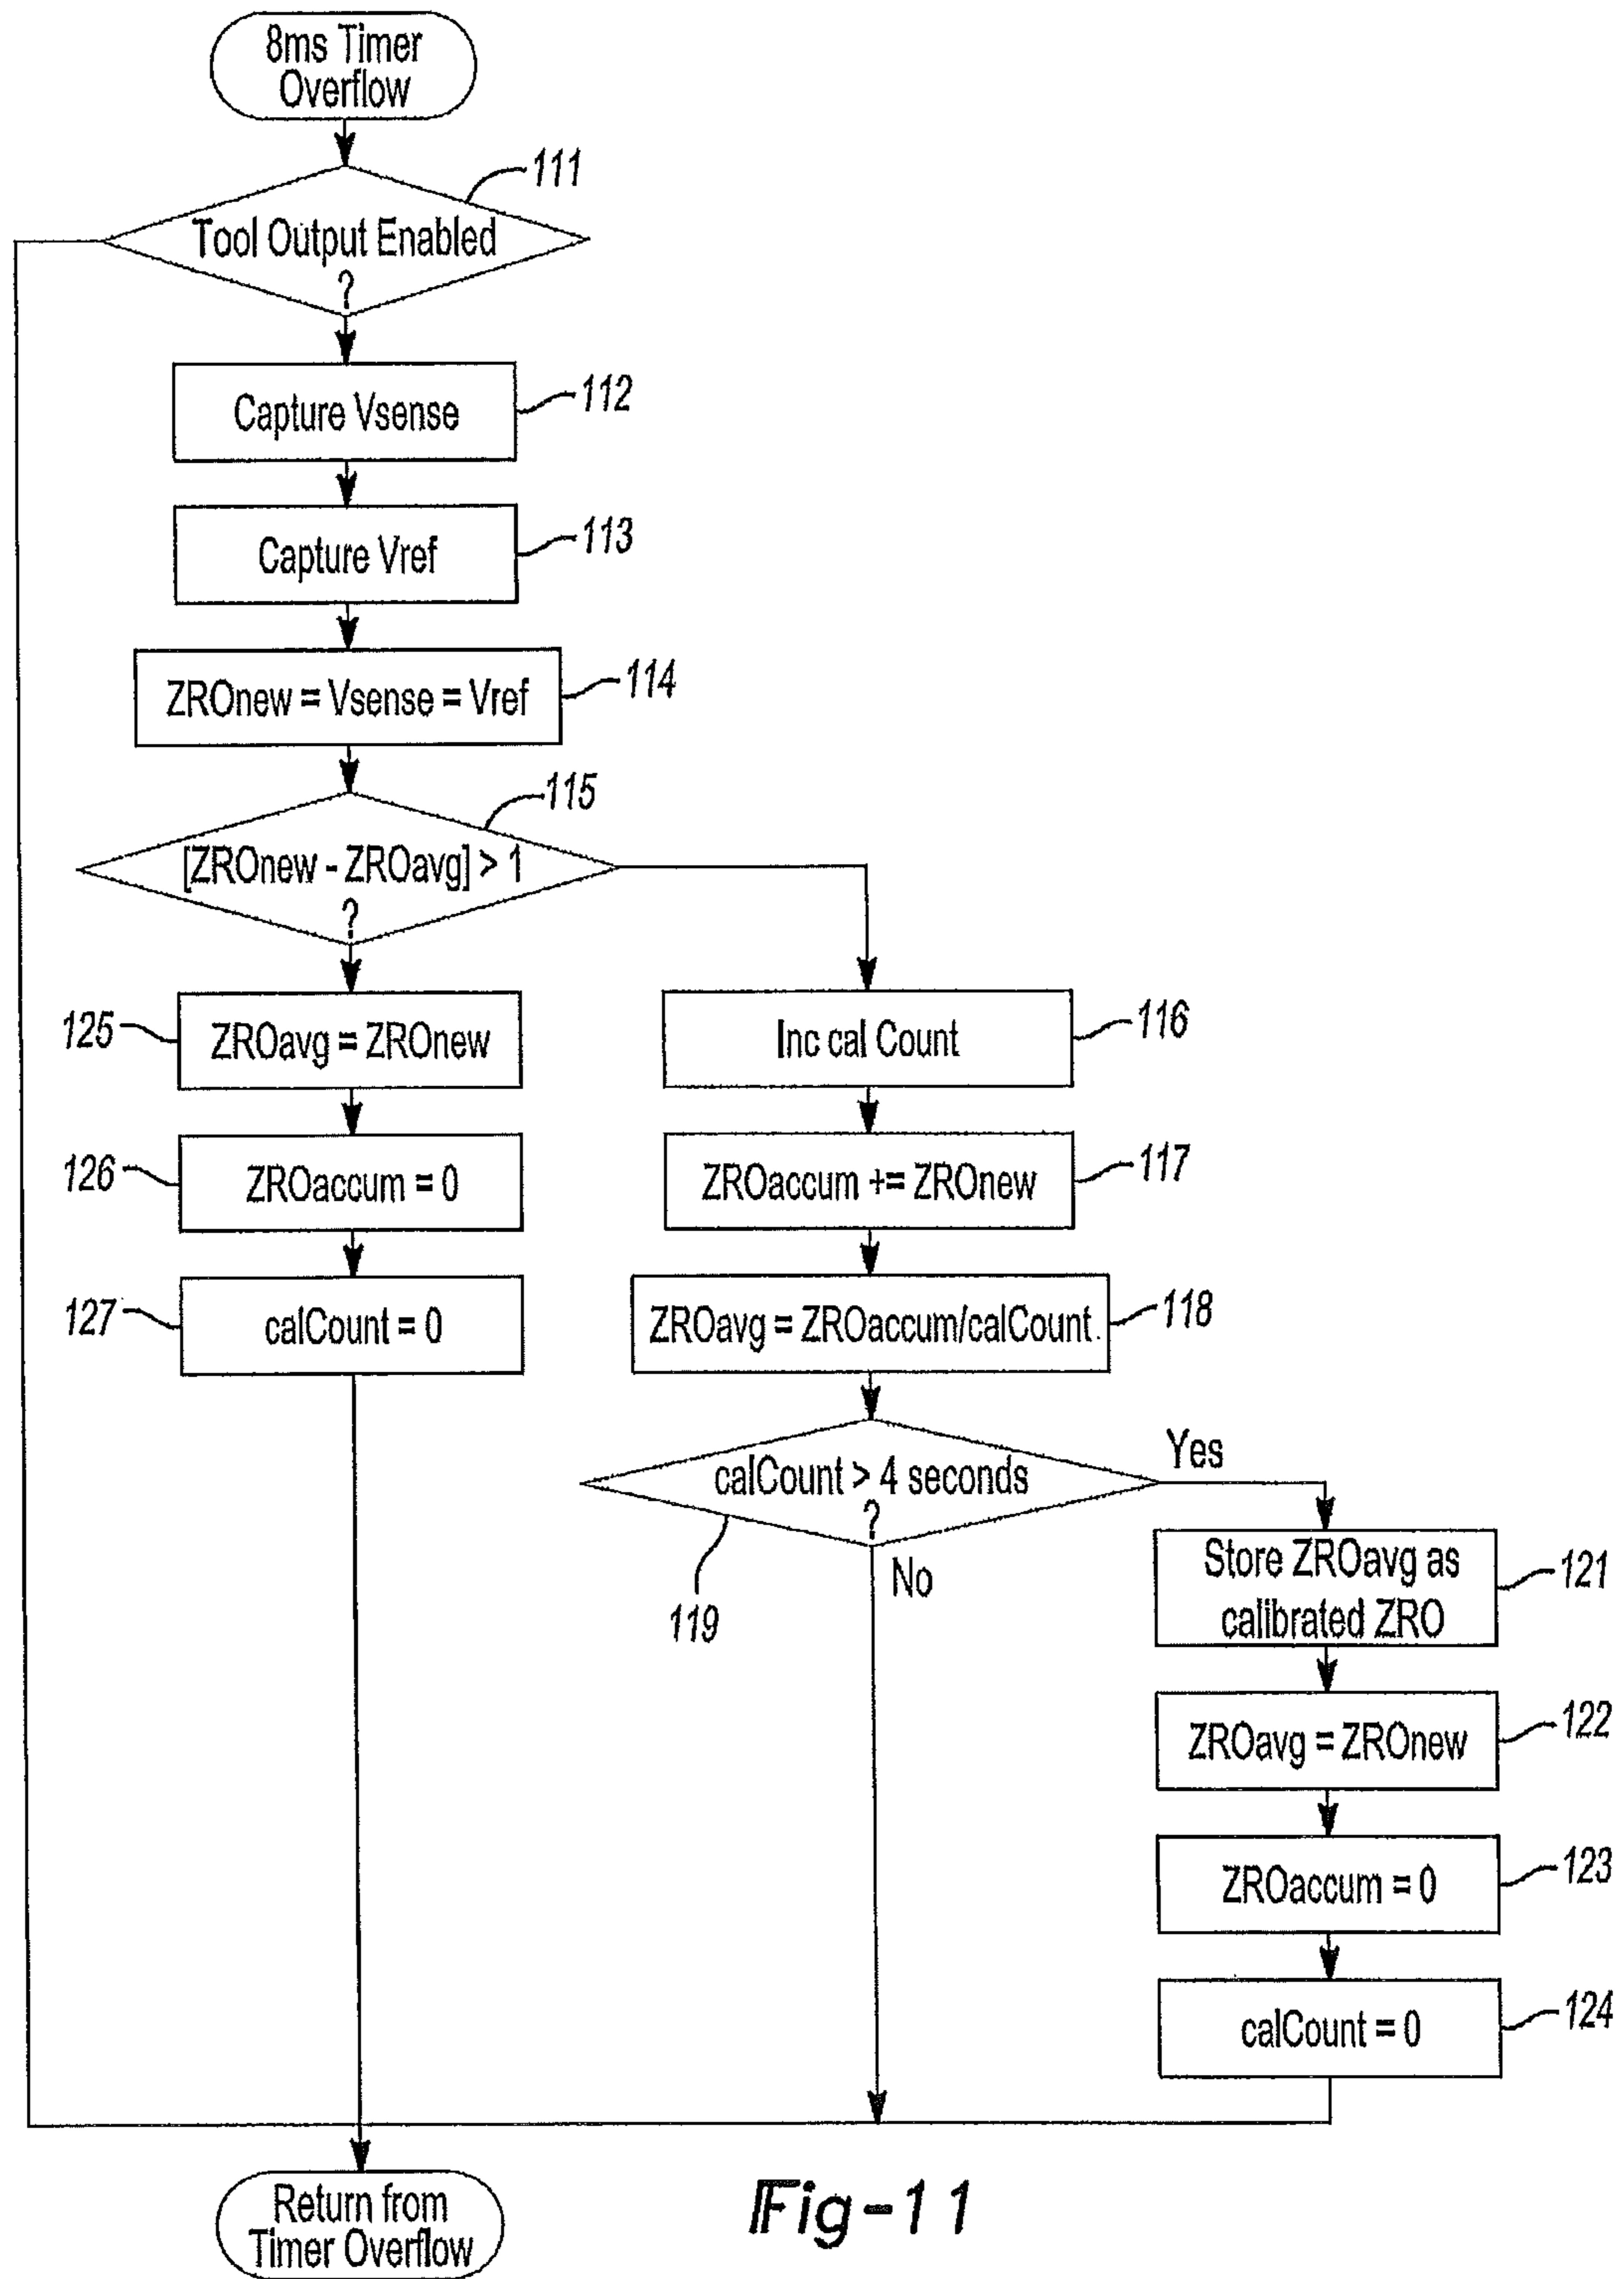 8ms Timer
Overflow
111
Tool Output Enabled
?
Capture Vsense
112
Capture Vref
113
ZROnew = Vsense = Vref
114
115
[ZROnew - ZROavg] > 1
?
125
ZROavg = ZROnew
126
ZROaccum = 0
127
calCount = 0
Inc cal Count
116
ZROaccum += ZROnew
117
ZROavg = ZROaccum/calCount
118
calCount > 4 seconds
?
119
Yes
No
Store ZROavg as
calibrated ZRO
121
ZROavg = ZROnew
122
ZROaccum = 0
123
calCount = 0
124
Return from
Timer Overflow
Fig-11